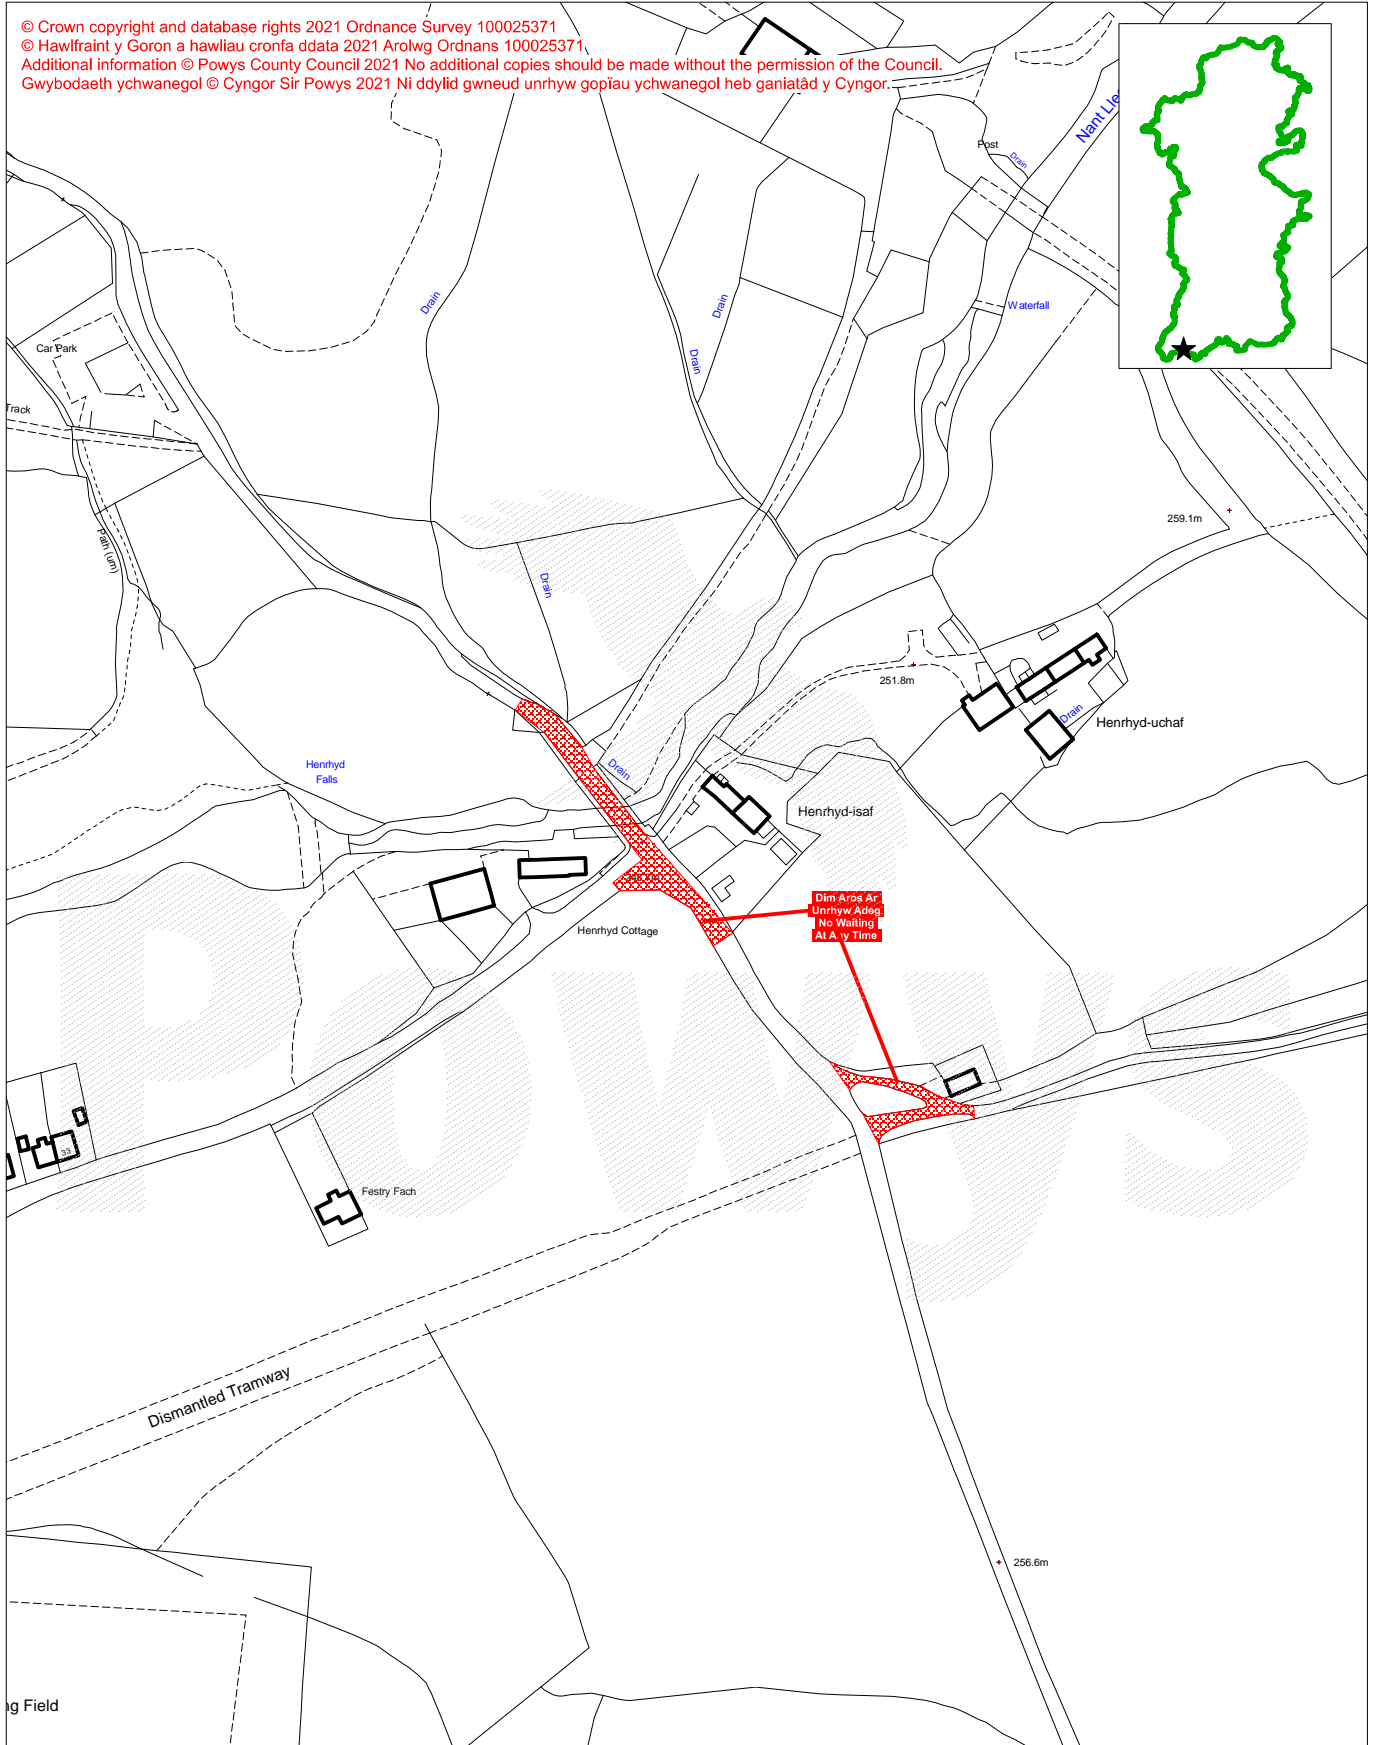 © Crown copyright and database rights 2021 Ordnance Survey 100025371
© Hawlfraint y Goron a hawliau cronfa ddata 2021 Arolwg Ordnans 100025371
Additional information © Powys County Council 2021 No additional copies should be made without the permission of the Council.
Gwybodaeth ychwanegol © Cyngor Sir Powys 2021 Ni ddylid gwneud unrhyw gopïau ychwanegol heb ganiatâd y Cyngor.
Nant Lle
Post
Drain
Drain
Drain
Waterfall
Car Park
Drain
Track
259.1m
Path (um)
Drain
251.8m
Drain
Henrhyd-uchaf
Henrhyd
Falls
Drain
Henrhyd-isaf
Dim Aros Ar
Unrhyw Adeg
No Waiting
At Any Time
Henrhyd Cottage
Powys
33
Festry Fach
Dismantled Tramway
256.6m
ng Field